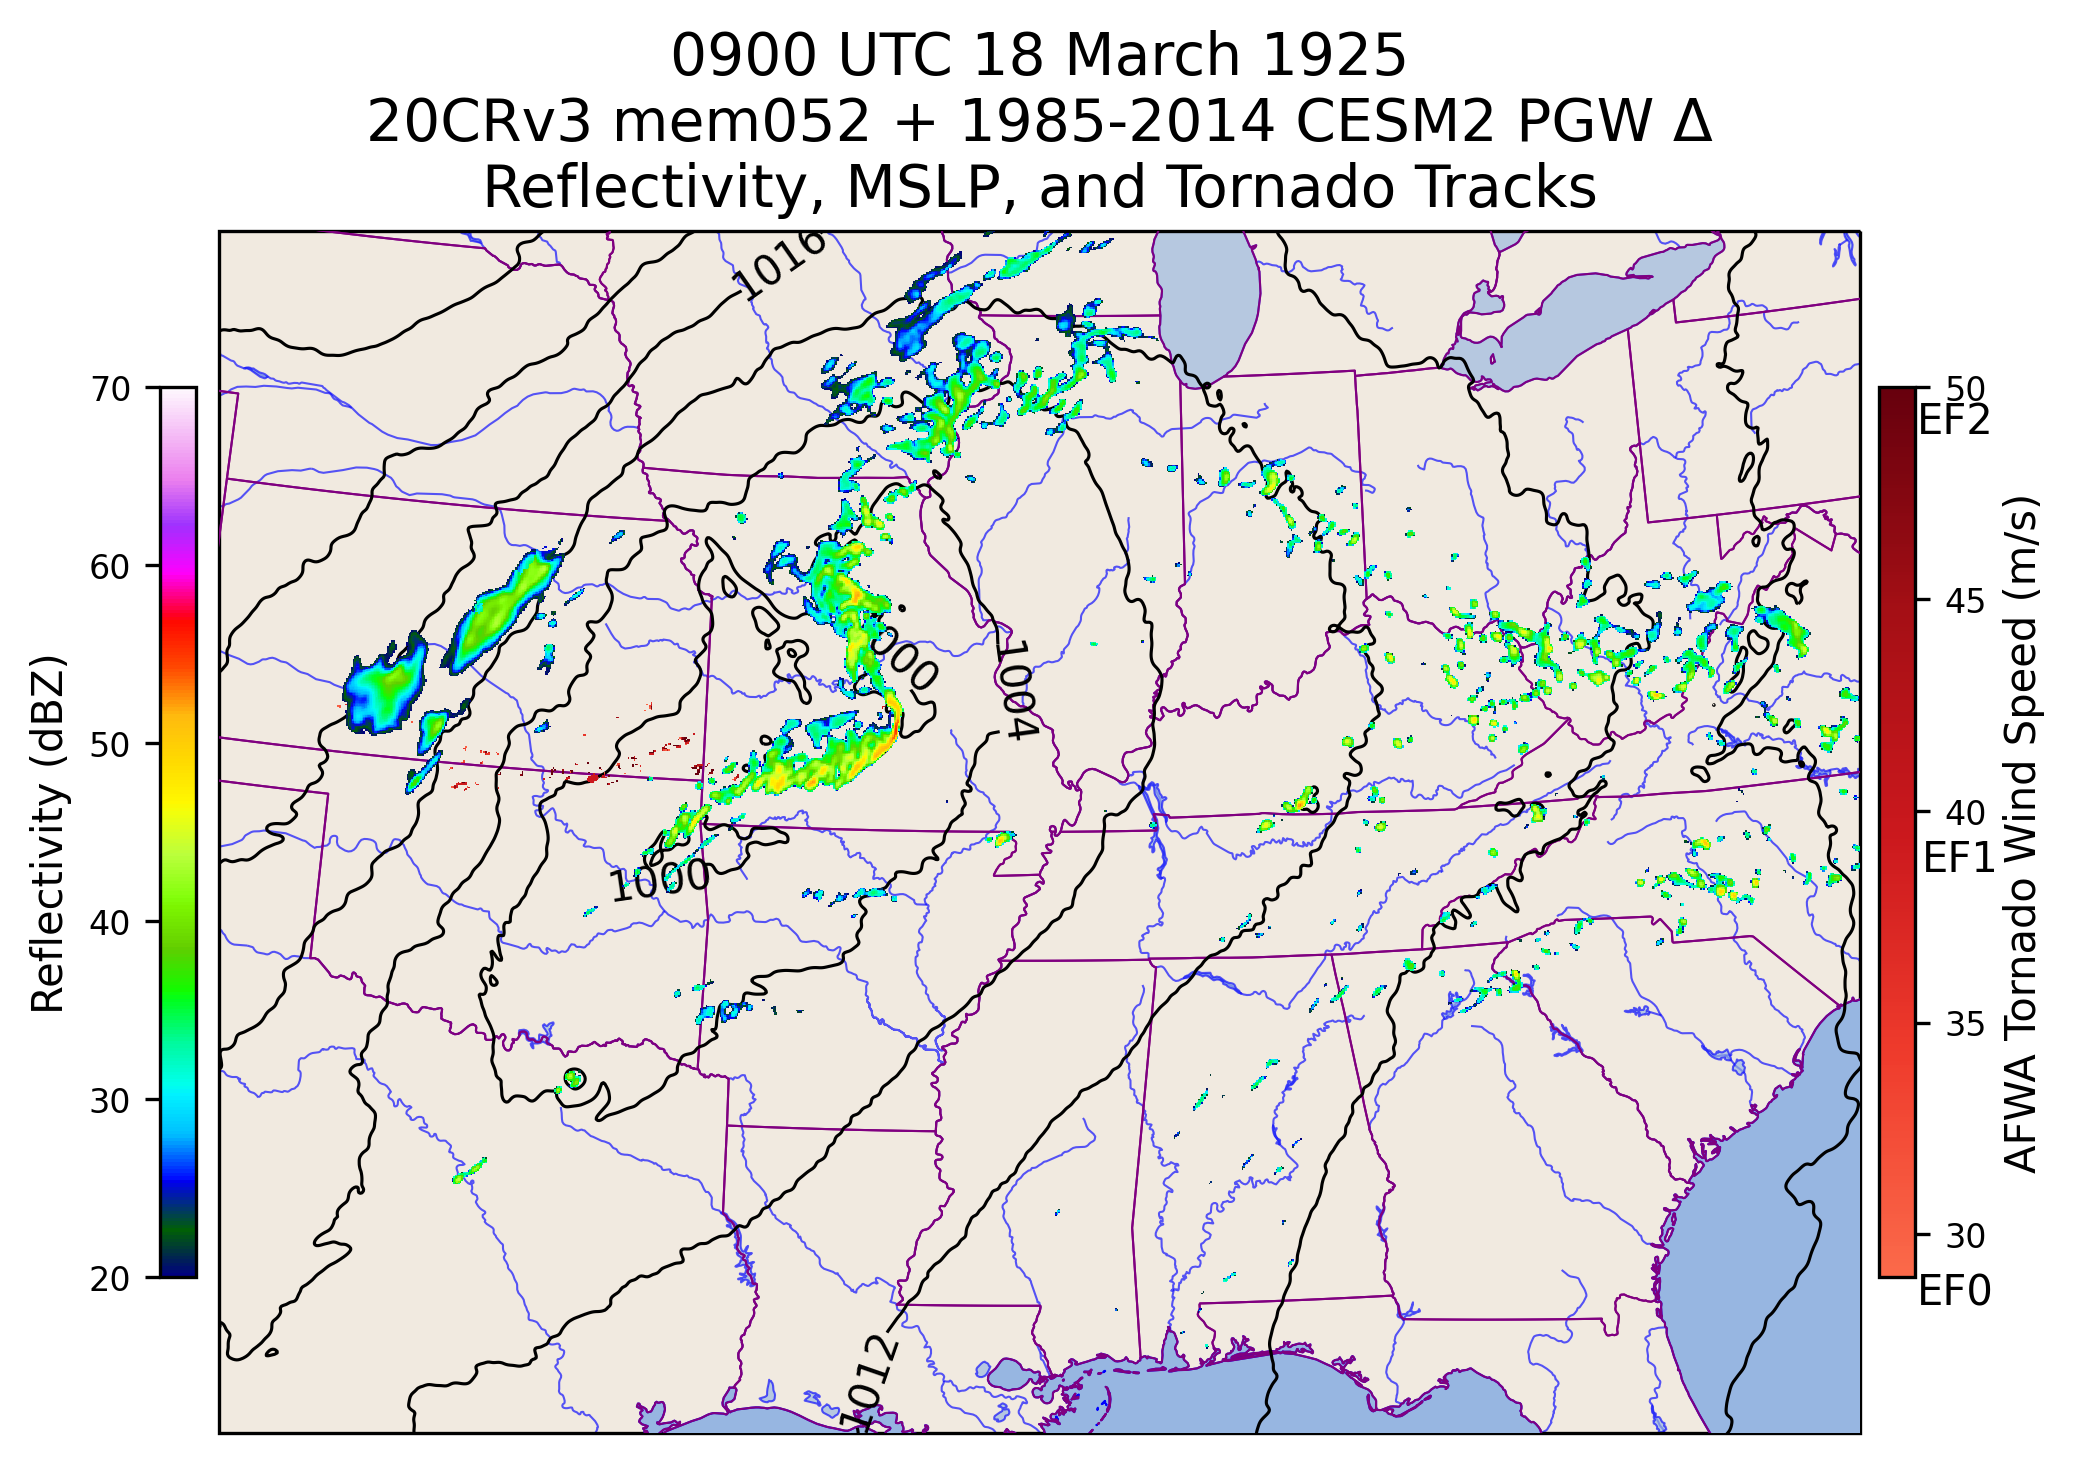 0900 UTC 18 March 1925
20CRv3 mem052 + 1985-2014 CESM2 PGW Δ
Reflectivity, MSLP, and Tornado Tracks
Reflectivity (dBZ)
70
60
50
40
30
20
1016
1004
1000
1012
50
EF2
45
40
EF1
35
30
EF0
AFWA Tornado Wind Speed (m/s)